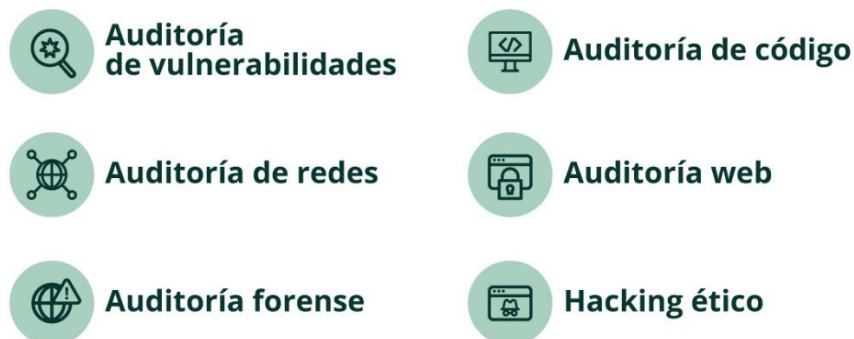 Auditoría
de vulnerabilidades
Auditoría de código
Auditoría de redes
Auditoría web
Auditoría forense
Hacking ético